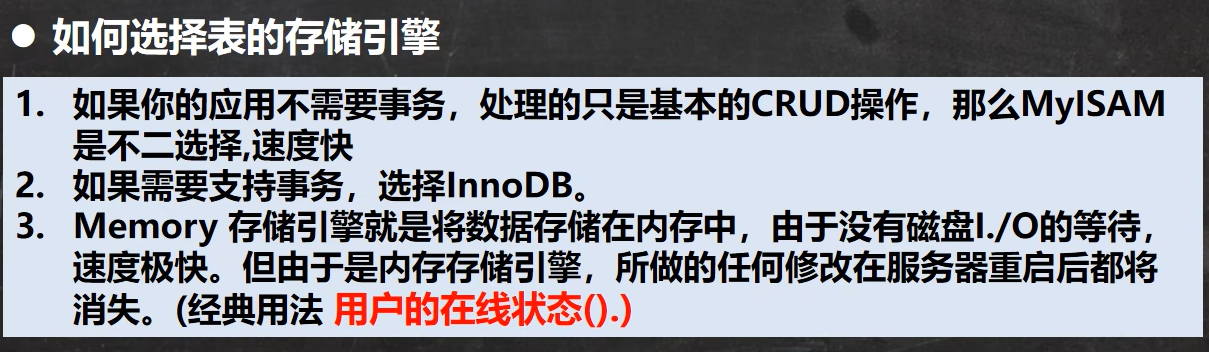 ● 如何选择表的存储引擎
1. 如果你的应用不需要事务，处理的只是基本的CRUD操作，那么MyISAM
是不二选择,速度快
2. 如果需要支持事务，选择InnoDB。
3. Memory 存储引擎就是将数据存储在内存中，由于没有磁盘I./O的等待，
速度极快。但由于是内存存储引擎，所做的任何修改在服务器重启后都将
消失。(经典用法 用户的在线状态().)